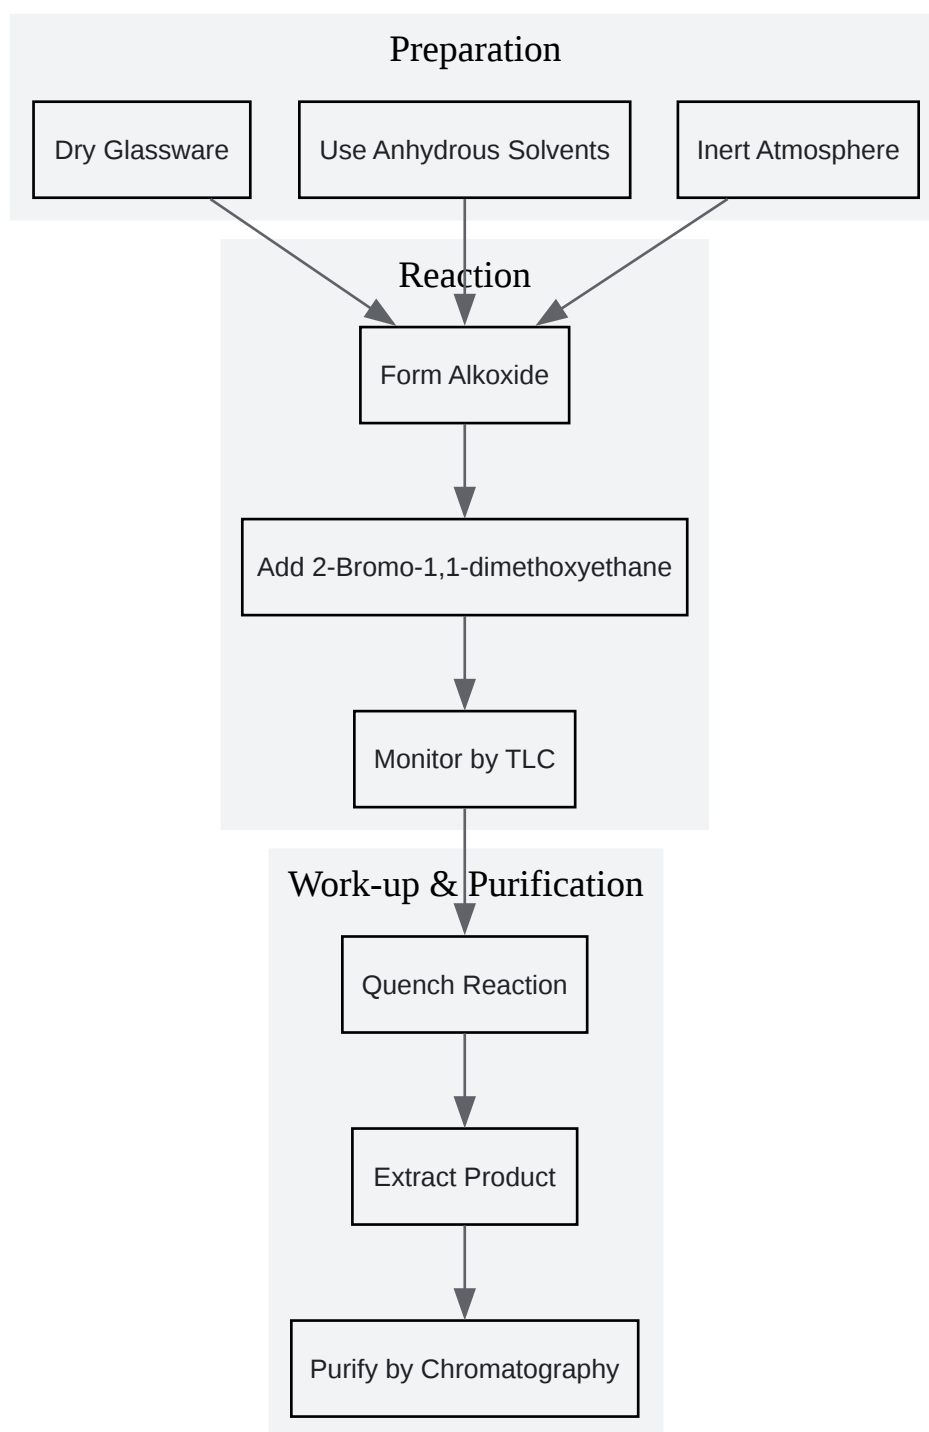 Preparation
Dry Glassware
Use Anhydrous Solvents
Inert Atmosphere
Reaction
Form Alkoxide
Add 2-Bromo-1,1-dimethoxyethane
Monitor by TLC
Work-up & Purification
Quench Reaction
Extract Product
Purify by Chromatography